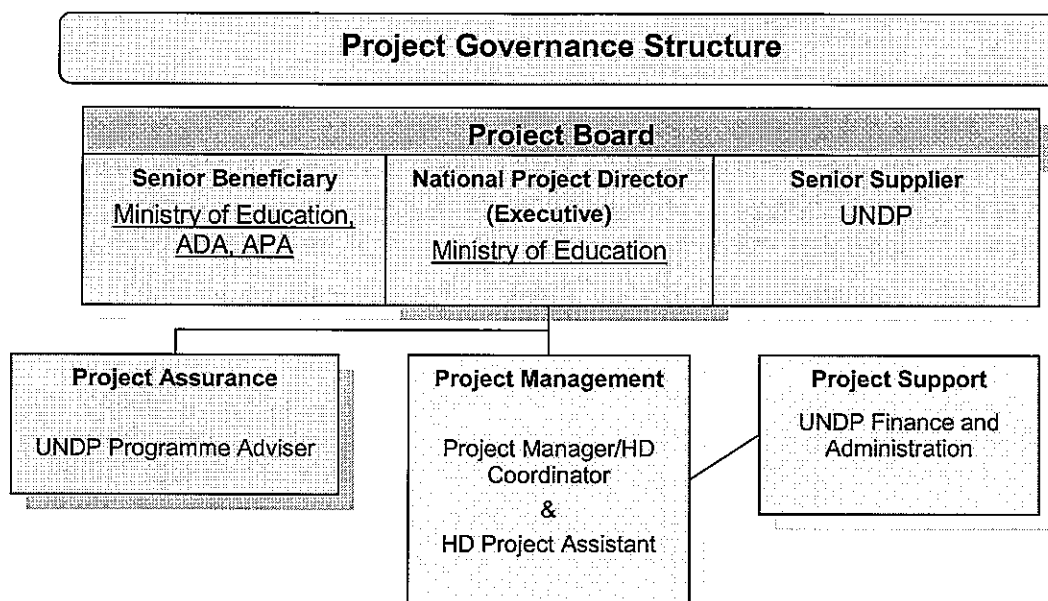 Project Governance Structure
Project Board
Senior Beneficiary
Ministry of Education,
ADA, APA
National Project Director
(Executive)
Ministry of Education
Senior Supplier
UNDP
Project Assurance
UNDP Programme Adviser
Project Management
Project Manager/HD
Coordinator
&
HD Project Assistant
Project Support
UNDP Finance and
Administration